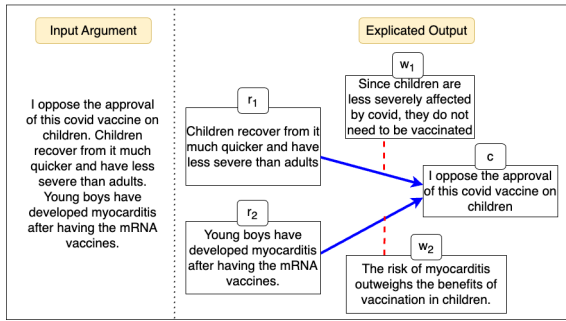 Input Argument
I oppose the approval
of this covid vaccine on
children. Children
recover from it much
quicker and have less
severe than adults.
Young boys have
developed myocarditis
after having the mRNA
vaccines.
Explicated Output
w1
Since children are
less severely affected
by covid, they do not
need to be vaccinated
r1
Children recover from it
much quicker and have
less severe than adults
c
I oppose the approval
of this covid vaccine on
children
r2
Young boys have
developed myocarditis
after having the mRNA
vaccines.
w2
The risk of myocarditis
outweighs the benefits of
vaccination in children.